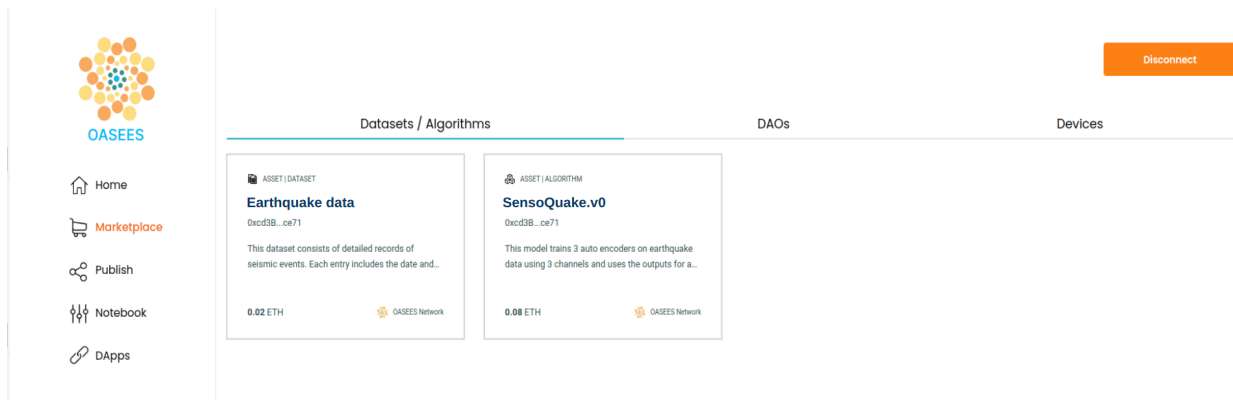 OASEES
Home
Marketplace
Publish
Notebook
DApps
Disconnect
Datasets / Algorithms
DAOs
Devices
ASSET | DATASET
Earthquake data
0xcd3B...ce71
This dataset consists of detailed records of
seismic events. Each entry includes the date and...
0.02 ETH
OASEES Network
ASSET | ALGORITHM
SensoQuake.v0
0xcd3B...ce71
This model trains 3 auto encoders on earthquake
data using 3 channels and uses the outputs for a...
0.08 ETH
OASEES Network